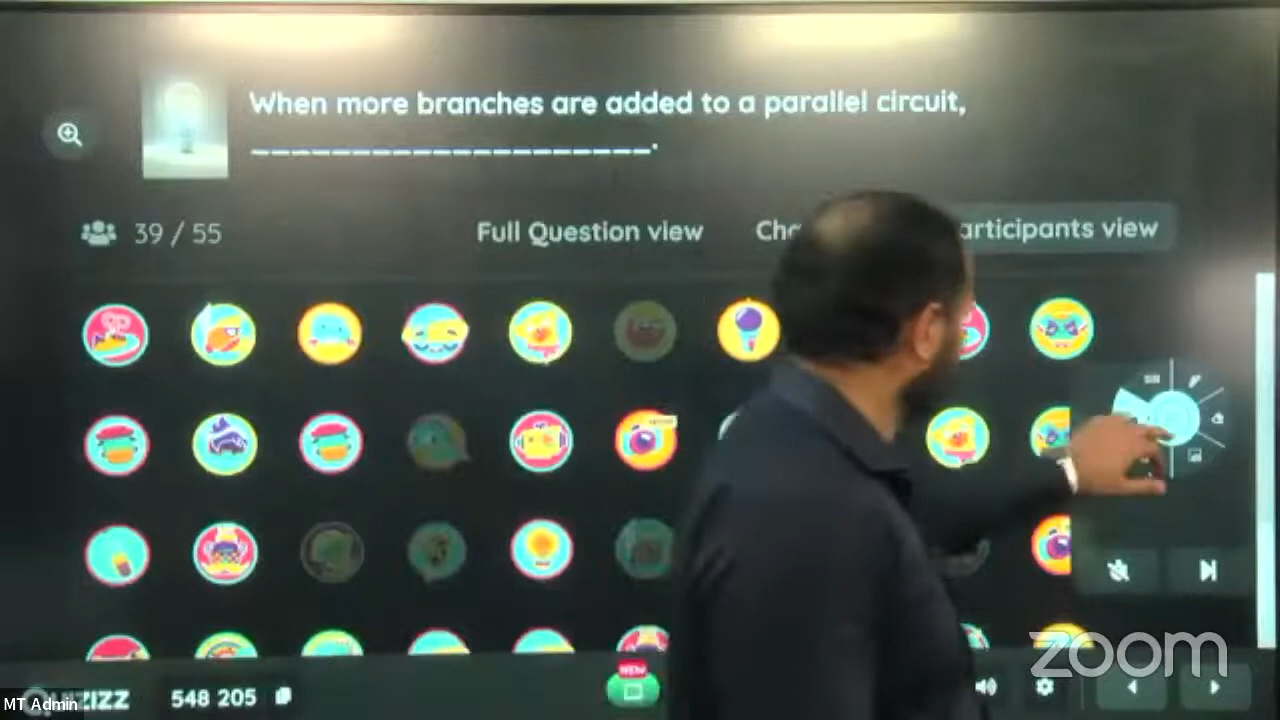 When more branches are added to a parallel circuit,
____________________.
39 / 55
Full Question view
articipants view
NEW
zoom
MT Admin
548 205